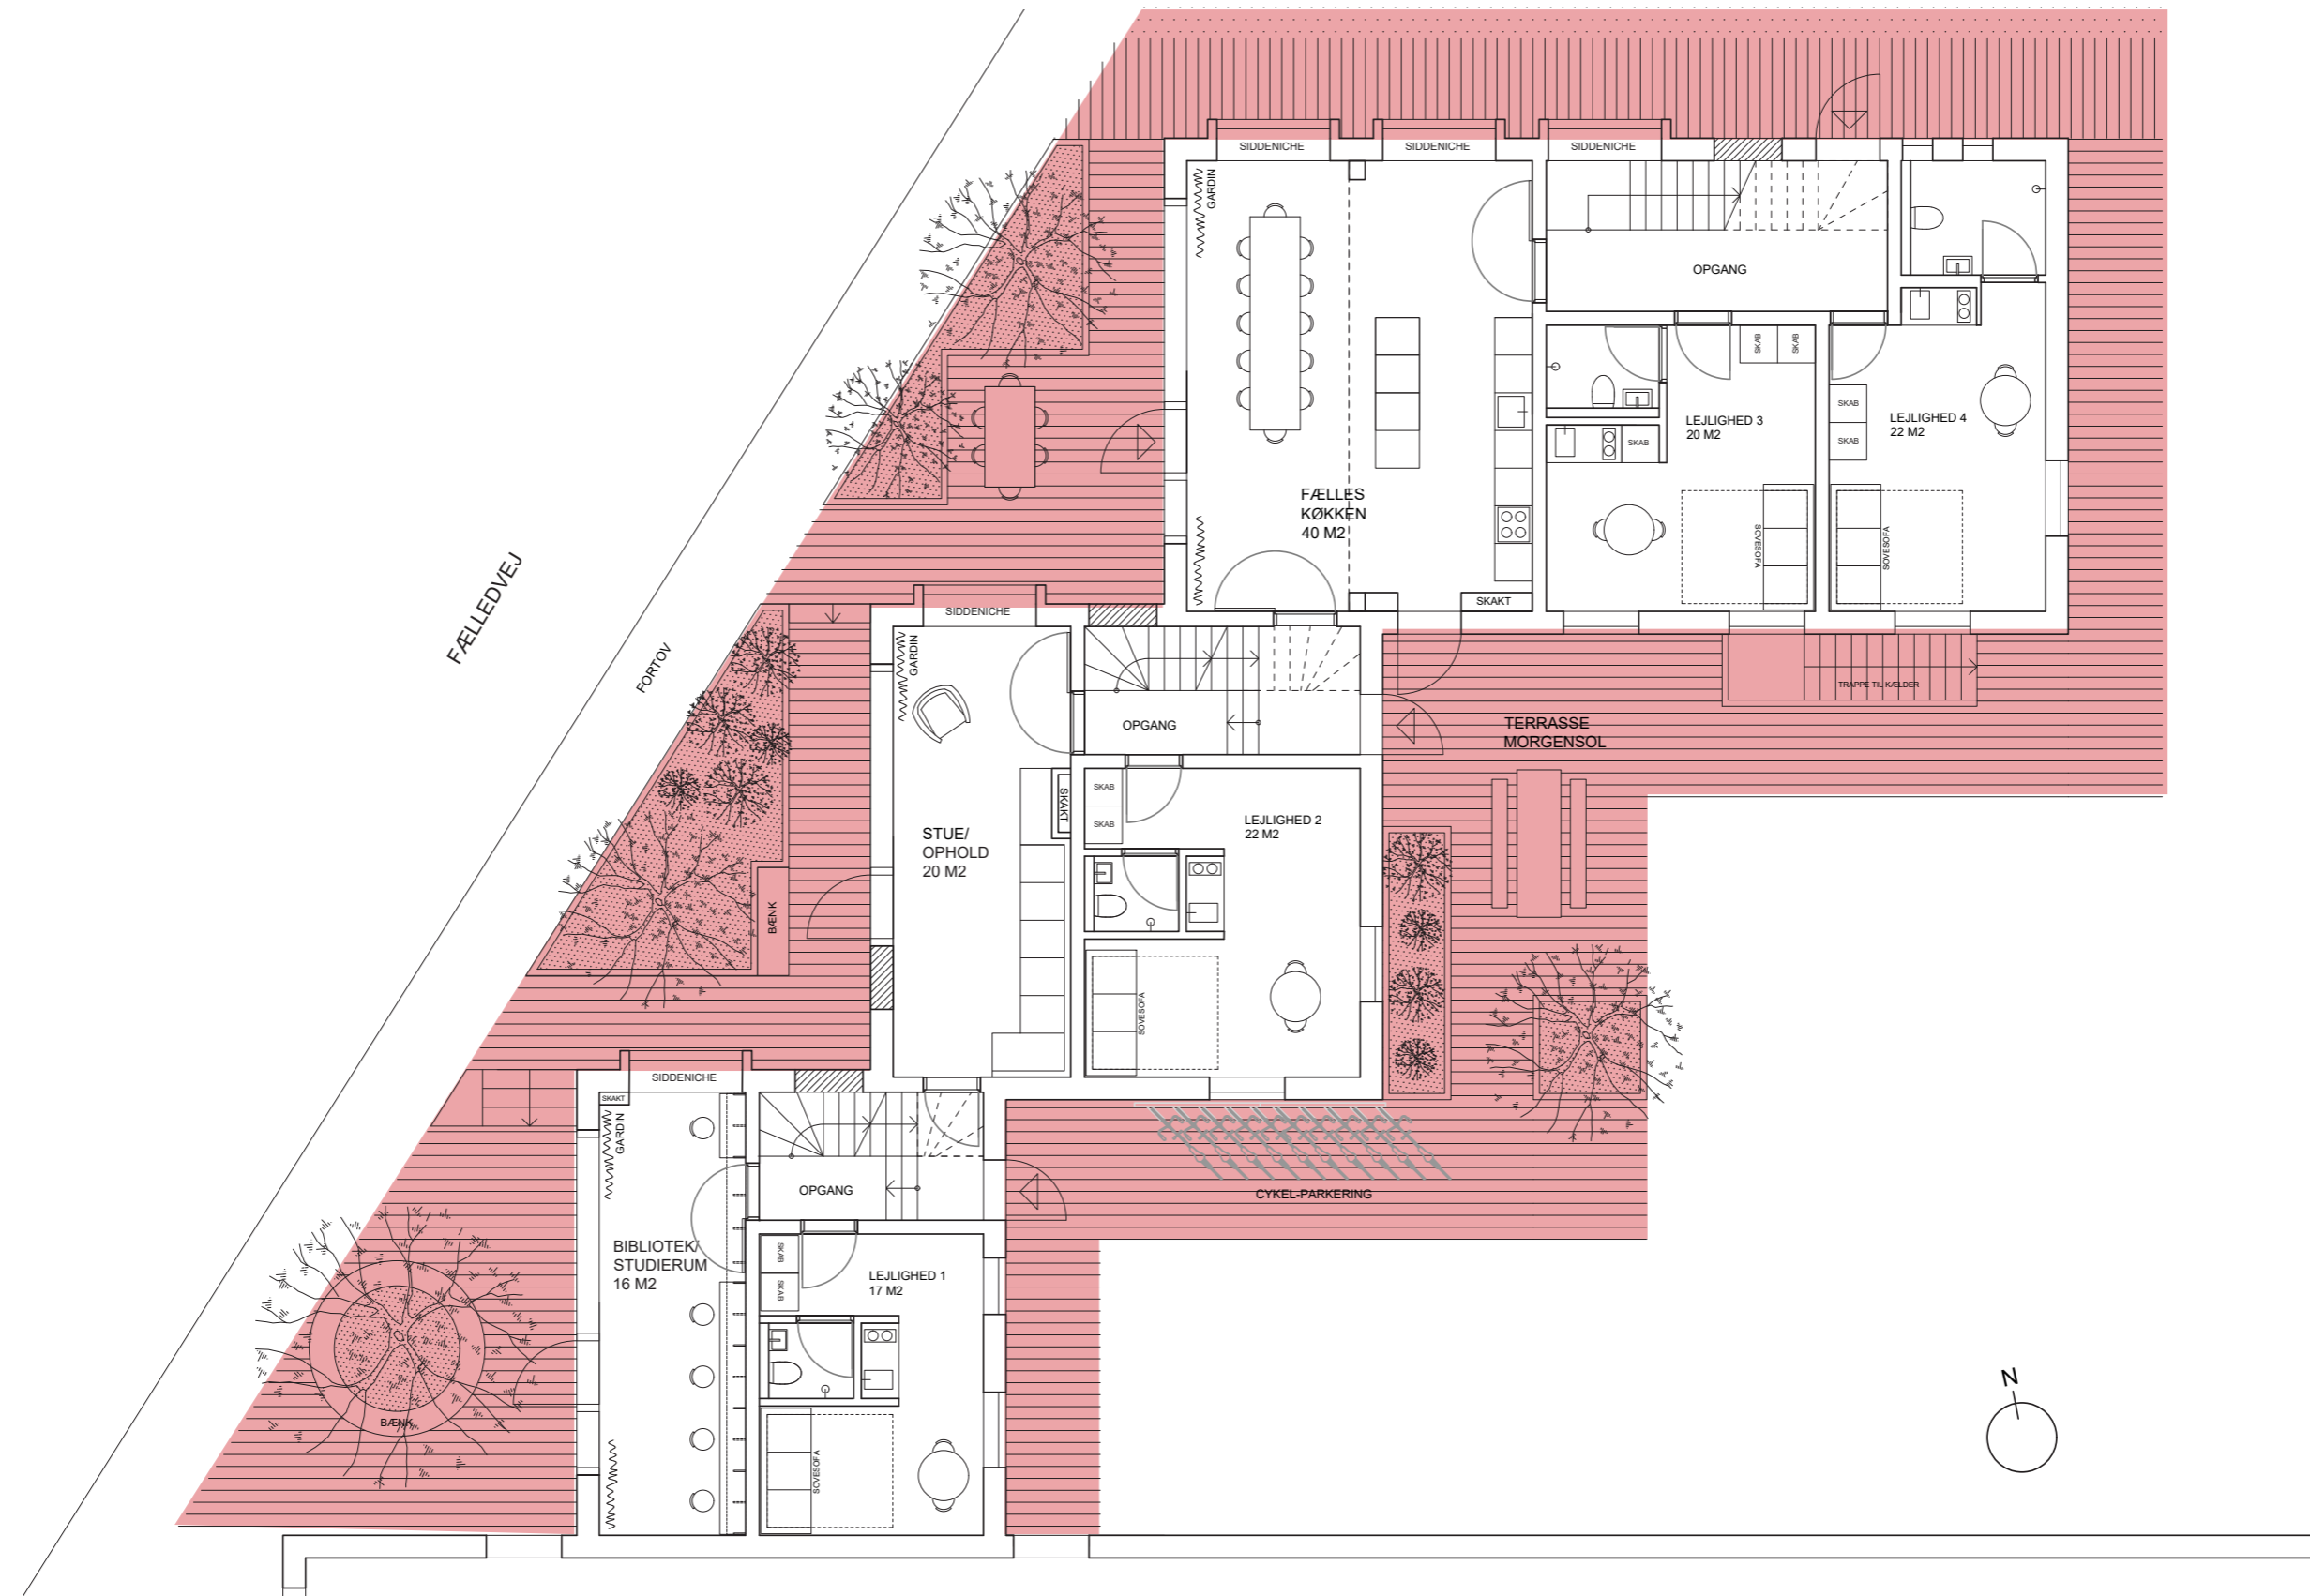 SIDDENICHE
SIDDENICHE
SIDDENICHE
GARDIN
OPGANG
SKAB
SKAB
SKAB
SKAB
SKAB
LEJLIGHED 3
20 M2
LEJLIGHED 4
22 M2
FÆLLES
KØKKEN
40 M2
SOVESOFA
SOVESOFA
SKAKT
FÆLLEDVEJ
FORTOV
SIDDENICHE
GARDIN
OPGANG
TRAPPE TIL KÆLDER
TERRASSE
MORGENSOL
SKAKT
SKAB
SKAB
STUE/
OPHOLD
20 M2
LEJLIGHED 2
22 M2
BÆNK
SOVESOFA
SIDDENICHE
SKAKT
GARDIN
OPGANG
CYKEL-PARKERING
BIBLIOTEK/
STUDIERUM
16 M2
SKAB
SKAB
LEJLIGHED 1
17 M2
BÆNK
SOVESOFA
N